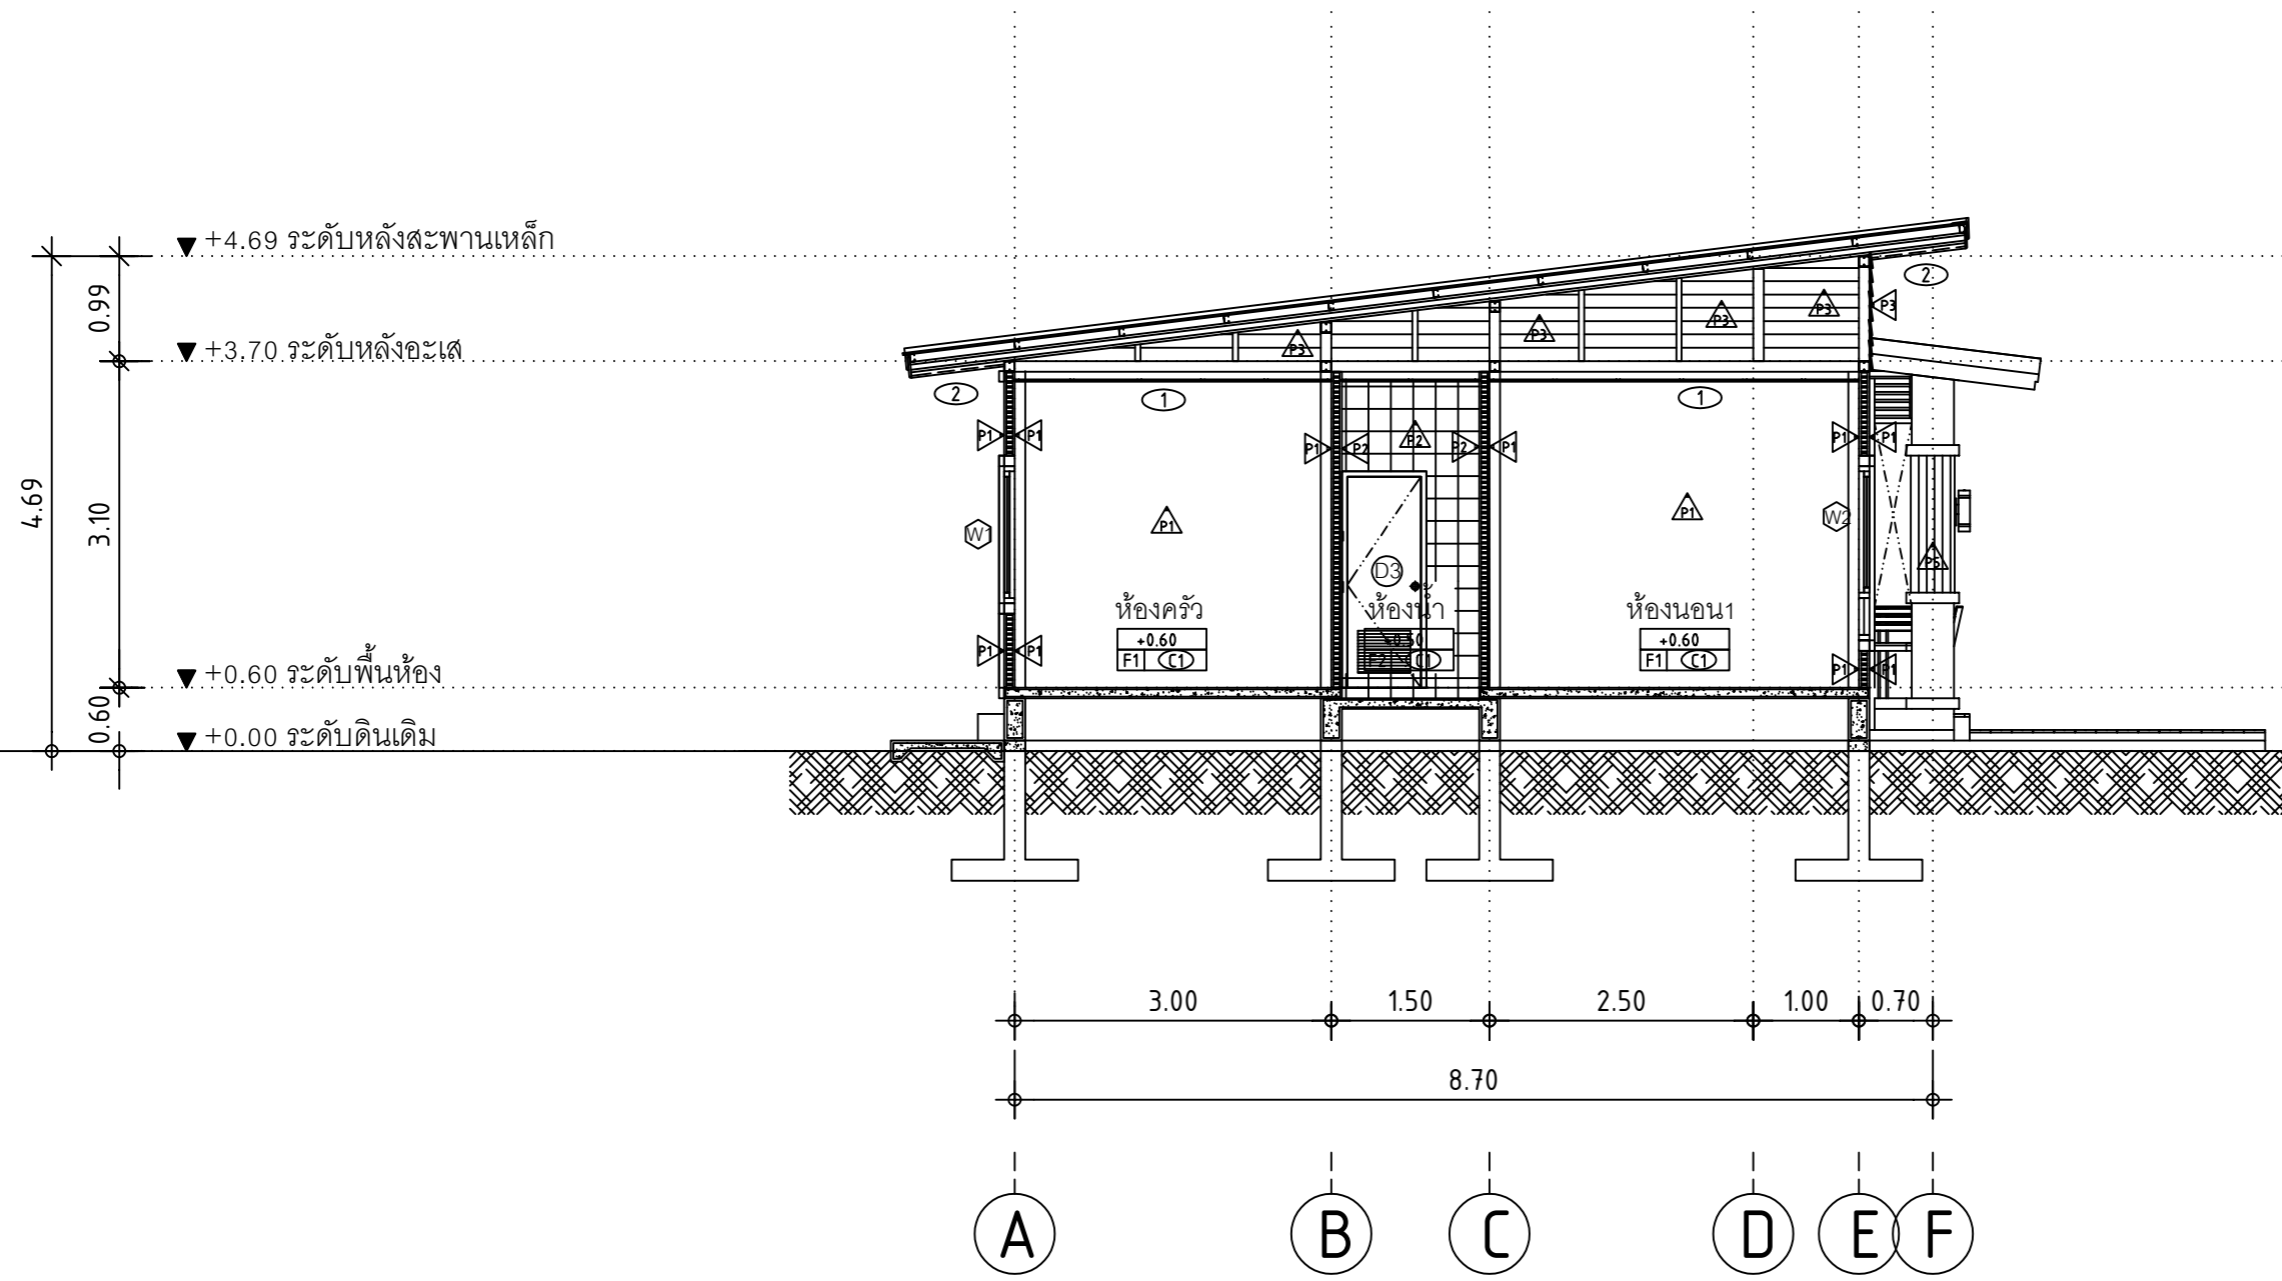 +4.69 ระดับหลังสะพานเหล็ก
2
P3
P3
P3
P3
P3
0.99
+3.70 ระดับหลังอะเส
2
1
1
P1 P1
P1 P2
P2
P2 P1
P1 P1
4.69
3.10
W1
P1
P1
W2
P5
D3
ห้องครัว
ห้องน้ำ
ห้องนอน1
+0.60
+0.50
+0.60
F1 C1
F2 C1
F1 C1
P1 P1
P1 P1
+0.60 ระดับพื้นห้อง
0.60
+0.00 ระดับดินเดิม
3.00
1.50
2.50
1.00
0.70
8.70
A
B
C
D
E
F